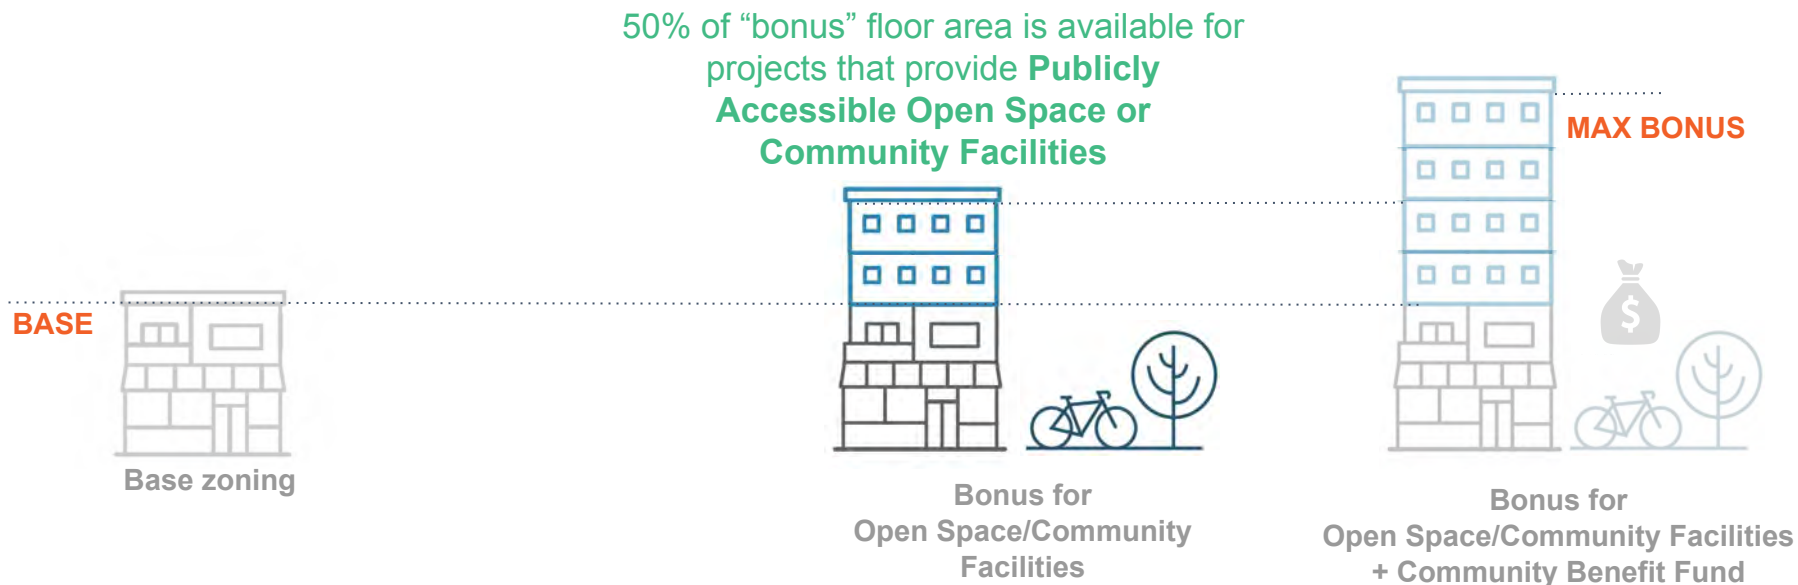 50% of “bonus” floor area is available for
projects that provide Publicly
Accessible Open Space or
Community Facilities
MAX BONUS
BASE
$
Base zoning
Bonus for
Open Space/Community
Facilities
Bonus for
Open Space/Community Facilities
+ Community Benefit Fund